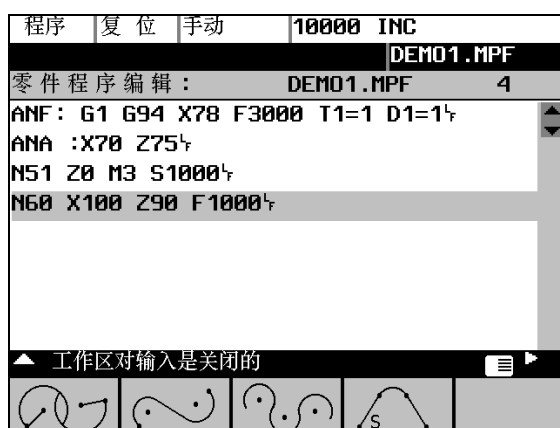 程序 复 位 手动 10000 INC
DEMO1.MPF
零件程序编辑： DEMO1.MPF 4
ANF: G1 G94 X78 F3000 T1=1 D1=1␊
ANA :X70 Z75␊
N51 Z0 M3 S1000␊
N60 X100 Z90 F1000␊
工作区对输入是关闭的
S